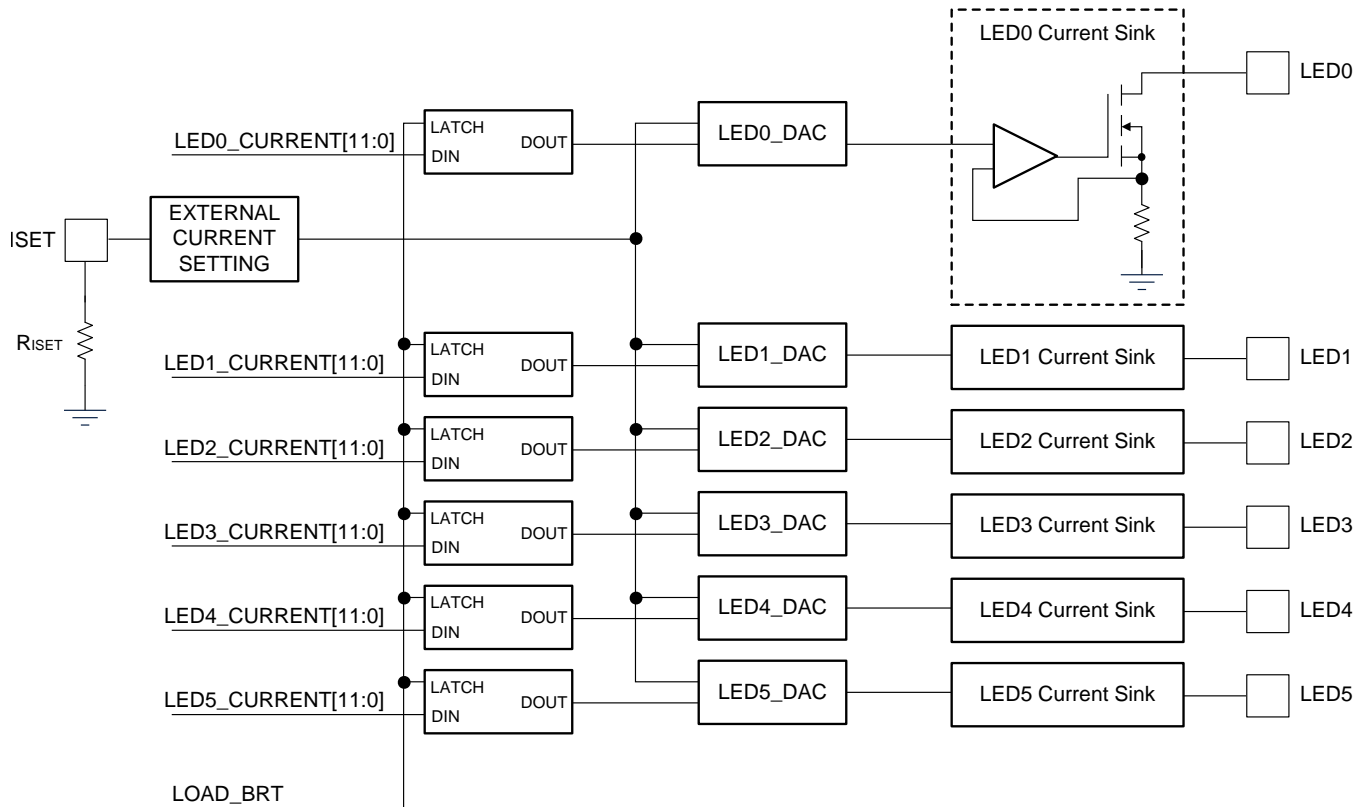 LED0 Current Sink
LED0
LED0_CURRENT[11:0]
LATCH
DIN
DOUT
LED0_DAC
ISET
EXTERNAL
CURRENT
SETTING
RISET
LED1_CURRENT[11:0]
LATCH
DIN
DOUT
LED1_DAC
LED1 Current Sink
LED1
LED2_CURRENT[11:0]
LATCH
DIN
DOUT
LED2_DAC
LED2 Current Sink
LED2
LED3_CURRENT[11:0]
LATCH
DIN
DOUT
LED3_DAC
LED3 Current Sink
LED3
LED4_CURRENT[11:0]
LATCH
DIN
DOUT
LED4_DAC
LED4 Current Sink
LED4
LED5_CURRENT[11:0]
LATCH
DIN
DOUT
LED5_DAC
LED5 Current Sink
LED5
LOAD_BRT